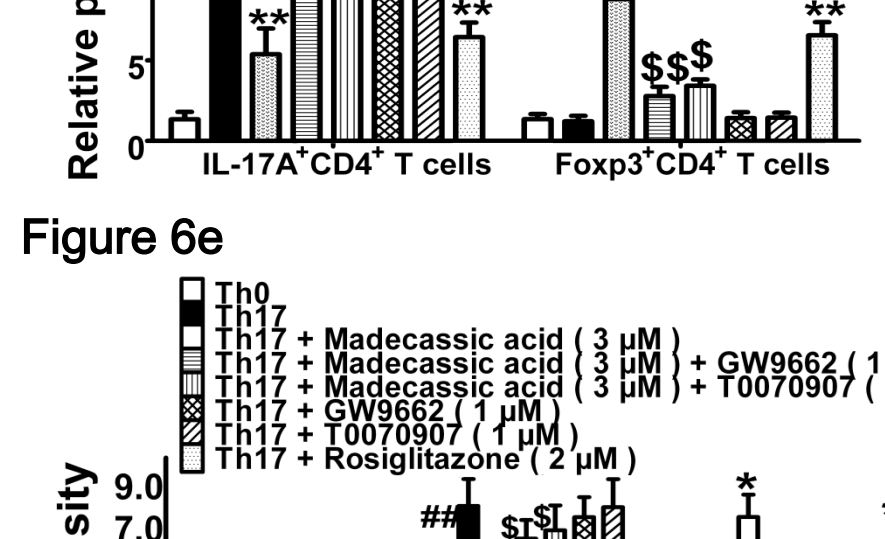 Relative p
**
**
$$$
**
5
0
IL-17A+CD4+ T cells
Foxp3+CD4+ T cells
Figure 6e
Th0
Th17
Th17 + Madecassic acid ( 3 µM )
Th17 + Madecassic acid ( 3 µM ) + GW9662 ( 1
Th17 + Madecassic acid ( 3 µM ) + T0070907 (
Th17 + GW9662 ( 1 µM )
Th17 + T0070907 ( 1 µM )
Th17 + Rosiglitazone ( 2 µM )
sity
9.0
7.0
##
$
$
*